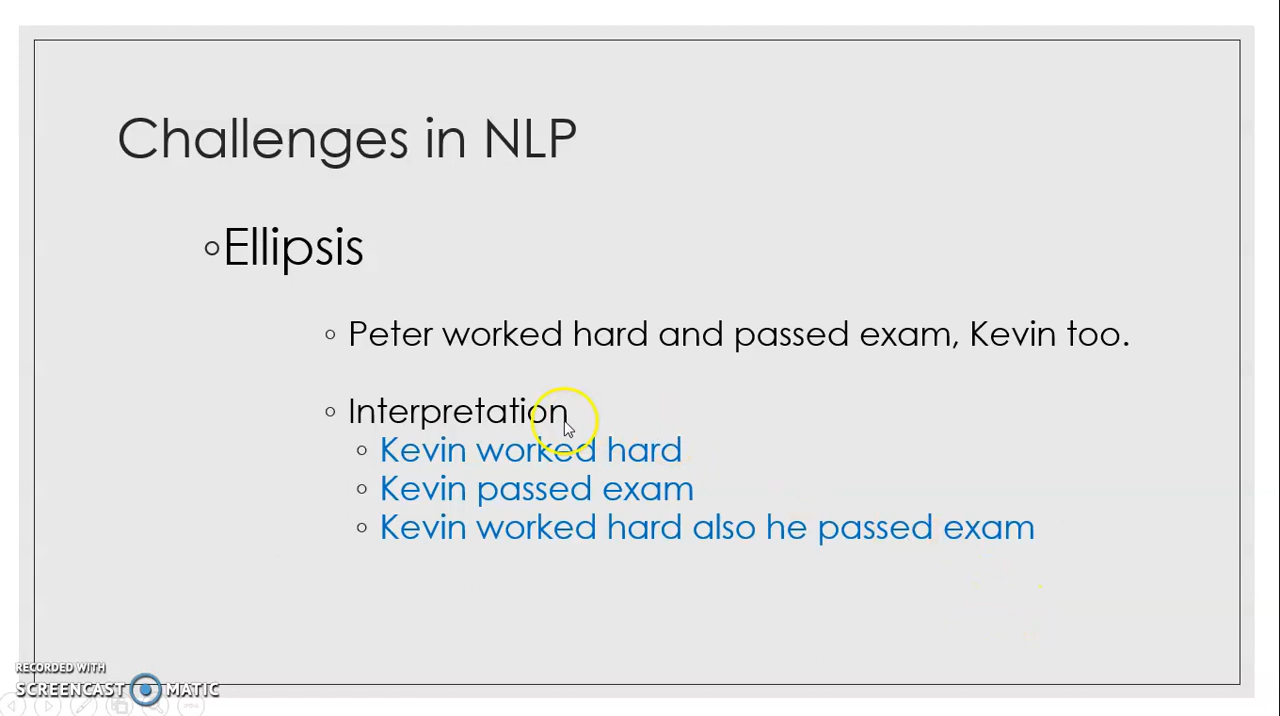 Challenges in NLP
◦Ellipsis
◦ Peter worked hard and passed exam, Kevin too.
◦ Interpretation
◦ Kevin worked hard
◦ Kevin passed exam
◦ Kevin worked hard also he passed exam
RECORDED WITH
SCREENCAST MATIC